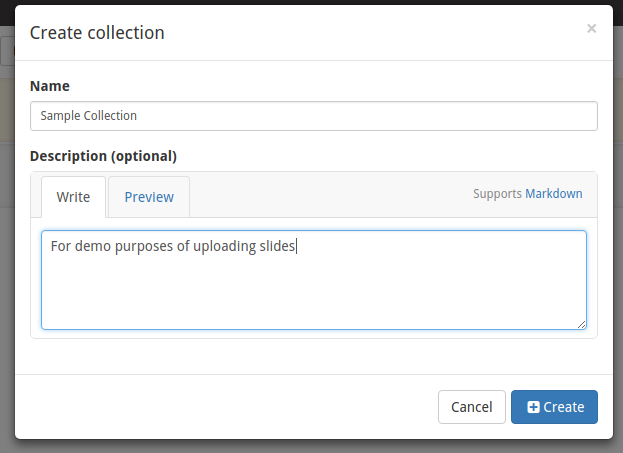 Create collection ×
Name
Sample Collection
Description (optional)
Write Preview Supports Markdown
For demo purposes of uploading slides
Cancel Create